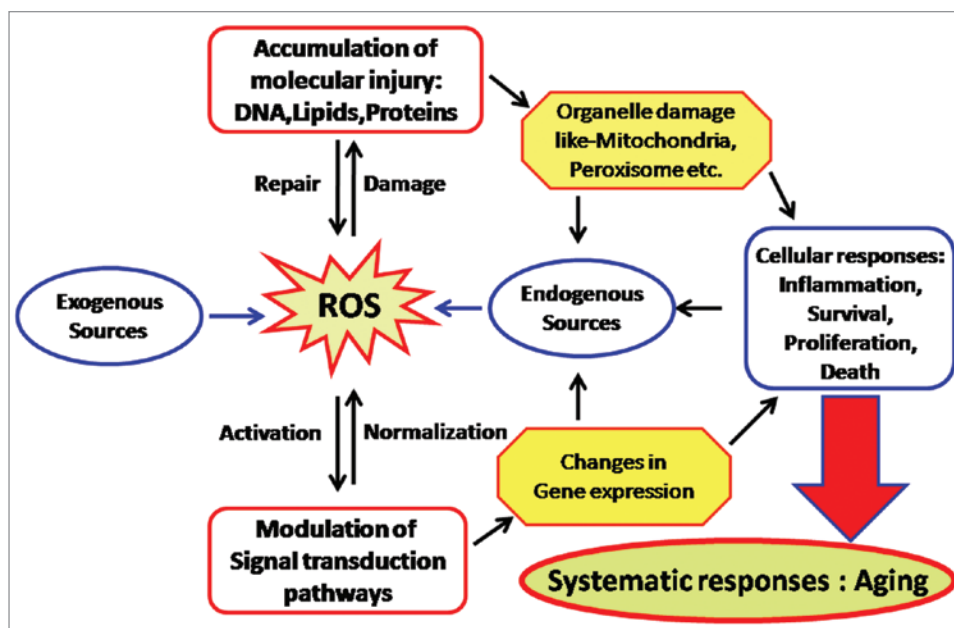 Accumulation of
molecular injury:
DNA,Lipids,Proteins
Organelle damage
like-Mitochondria,
Peroxisome etc.
Repair
Damage
Cellular responses:
Inflammation,
Survival,
Proliferation,
Death
Exogenous
Sources
ROS
Endogenous
Sources
Activation
Normalization
Changes in
Gene expression
Modulation of
Signal transduction
pathways
Systematic responses : Aging